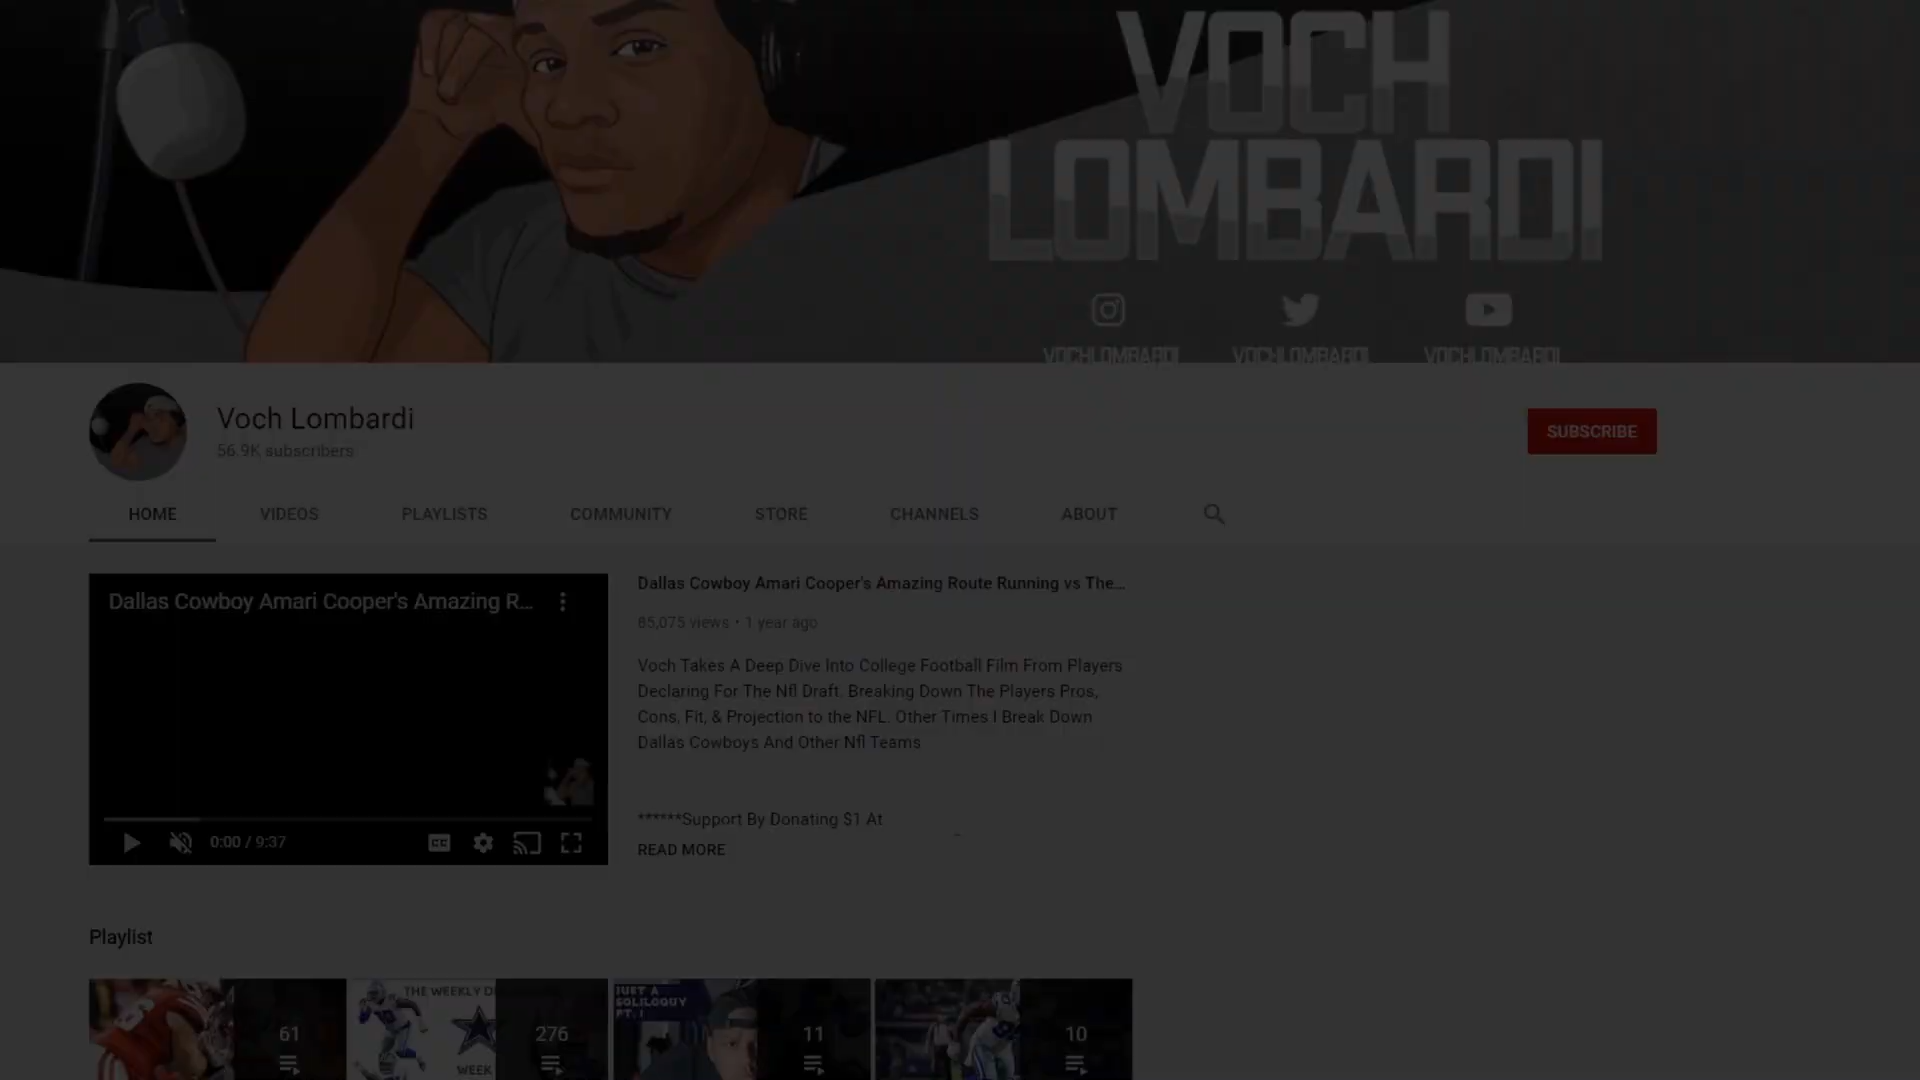 VOCH
LOMBARDI
VOCHLOMBARDI
VOCHLOMBARDI
VOCHLOMBARDI
Voch Lombardi
56.9K subscribers
SUBSCRIBE
HOME
VIDEOS
PLAYLISTS
COMMUNITY
STORE
CHANNELS
ABOUT
Dallas Cowboy Amari Cooper's Amazing R...
0:00 / 9:37
CC
Dallas Cowboy Amari Cooper's Amazing Route Running vs The...
85,075 views • 1 year ago
Voch Takes A Deep Dive Into College Football Film From Players
Declaring For The Nfl Draft. Breaking Down The Players Pros,
Cons, Fit, & Projection to the NFL. Other Times I Break Down
Dallas Cowboys And Other Nfl Teams
******Support By Donating $1 At
READ MORE
Playlist
61
THE WEEKLY D
WEEK
276
JUST A
SOLILOQUY
PT. 1
11
10